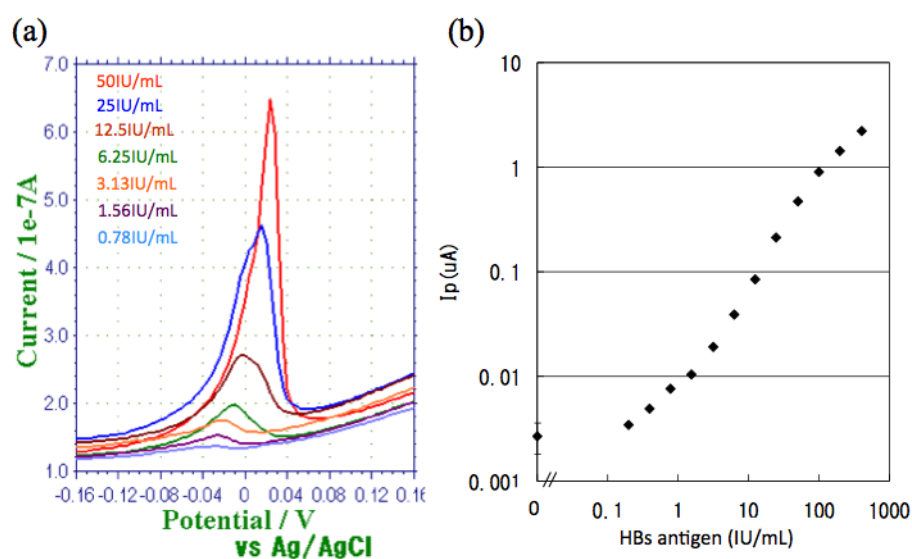 (a)
(b)
7.0
6.0
5.0
4.0
3.0
2.0
1.0
Current / 1e-7A
50IU/mL
25IU/mL
12.5IU/mL
6.25IU/mL
3.13IU/mL
1.56IU/mL
0.78IU/mL
-0.16 -0.12 -0.08 -0.04 0 0.04 0.08 0.12 0.16
Potential / V
vs Ag/AgCl
10
1
0.1
0.01
0.001
Ip(uA)
0 0.1 1 10 100 1000
HBs antigen (IU/mL)